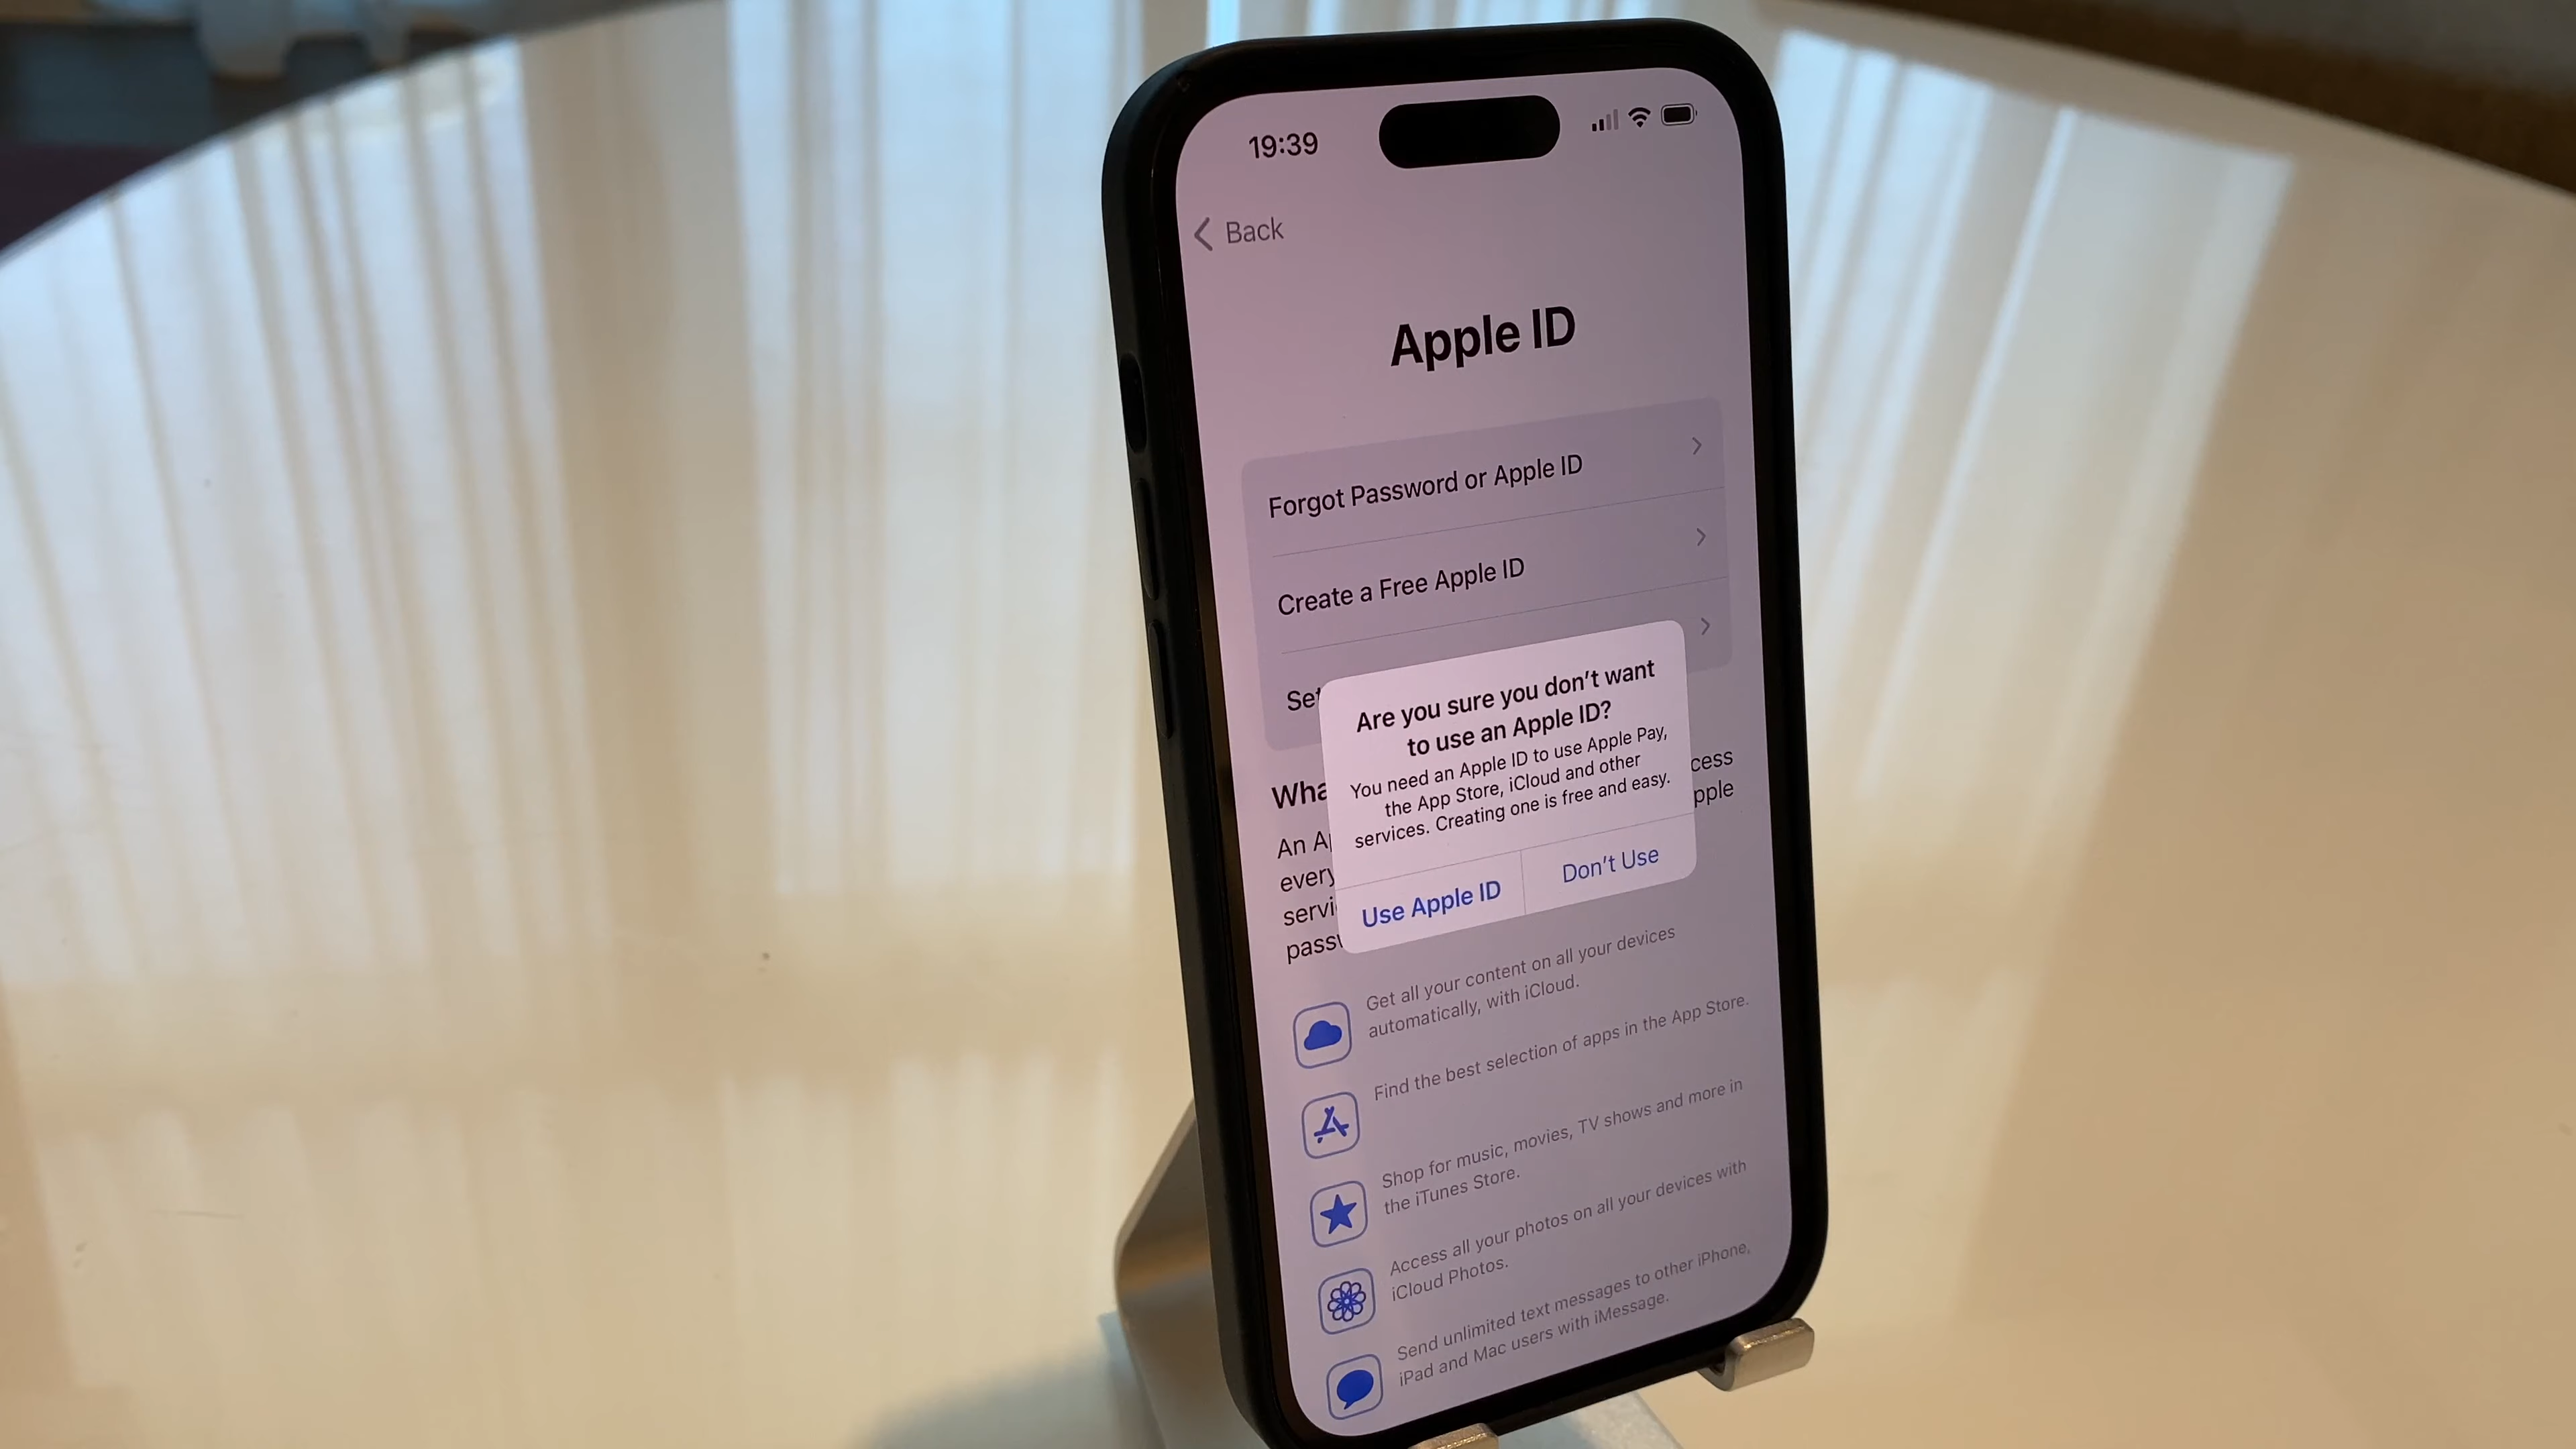 19:39
Back
Apple ID
Forgot Password or Apple ID
Create a Free Apple ID
Are you sure you don't want
to use an Apple ID?
You need an Apple ID to use Apple Pay,
the App Store, iCloud and other
services. Creating one is free and easy.
Use Apple ID
Don't Use
An
Get all your content on all your devices
automatically, with iCloud.
Find the best selection of apps in the App Store.
Shop for music, movies, TV shows and more in
the iTunes Store.
Access all your photos on all your devices with
iCloud Photos.
Send unlimited text messages to other iPhone,
iPad and Mac users with iMessage.